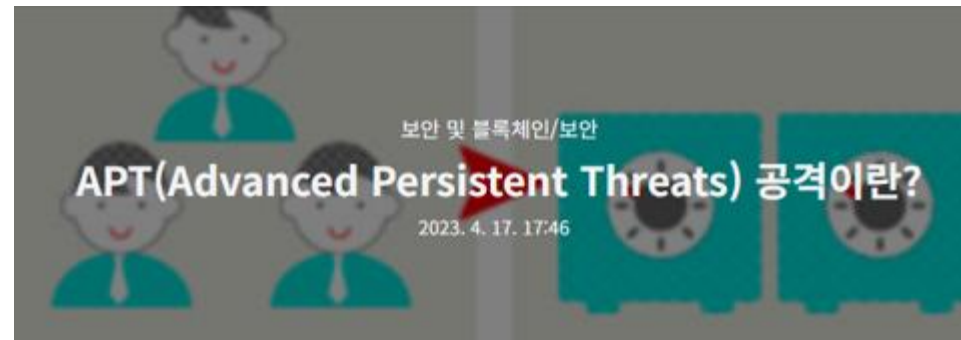 보안 및 블록체인/보안
APT(Advanced Persistent Threats) 공격이란?
2023. 4. 17. 17:46